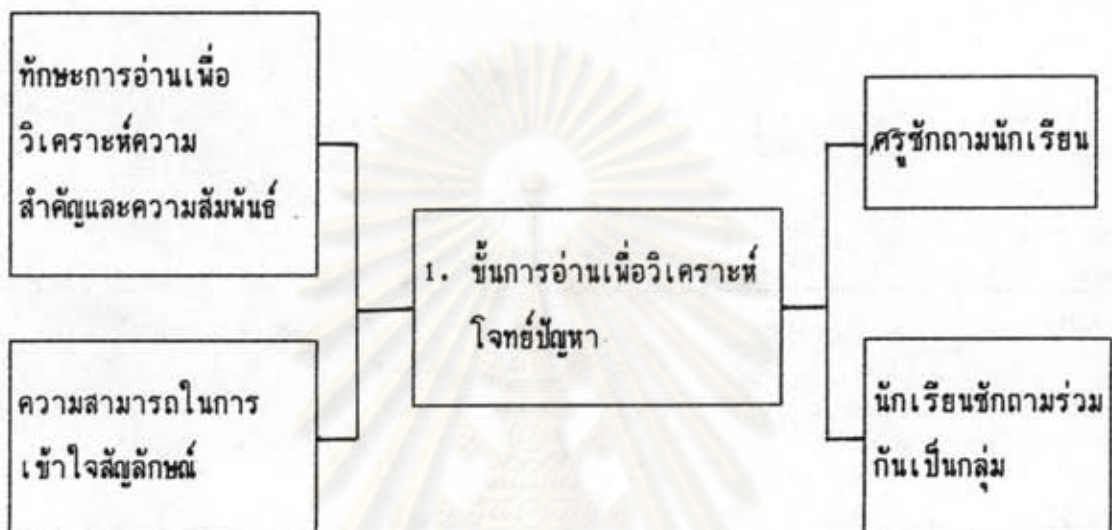 ทักษะการอ่านเพื่อ
วิเคราะห์ความ
สำคัญและความสัมพันธ์
ความสามารถในการ
เข้าใจสัญลักษณ์
1. ขั้นการอ่านเพื่อวิเคราะห์
โจทย์ปัญหา
ครูซักถามนักเรียน
นักเรียนซักถามร่วม
กันเป็นกลุ่ม